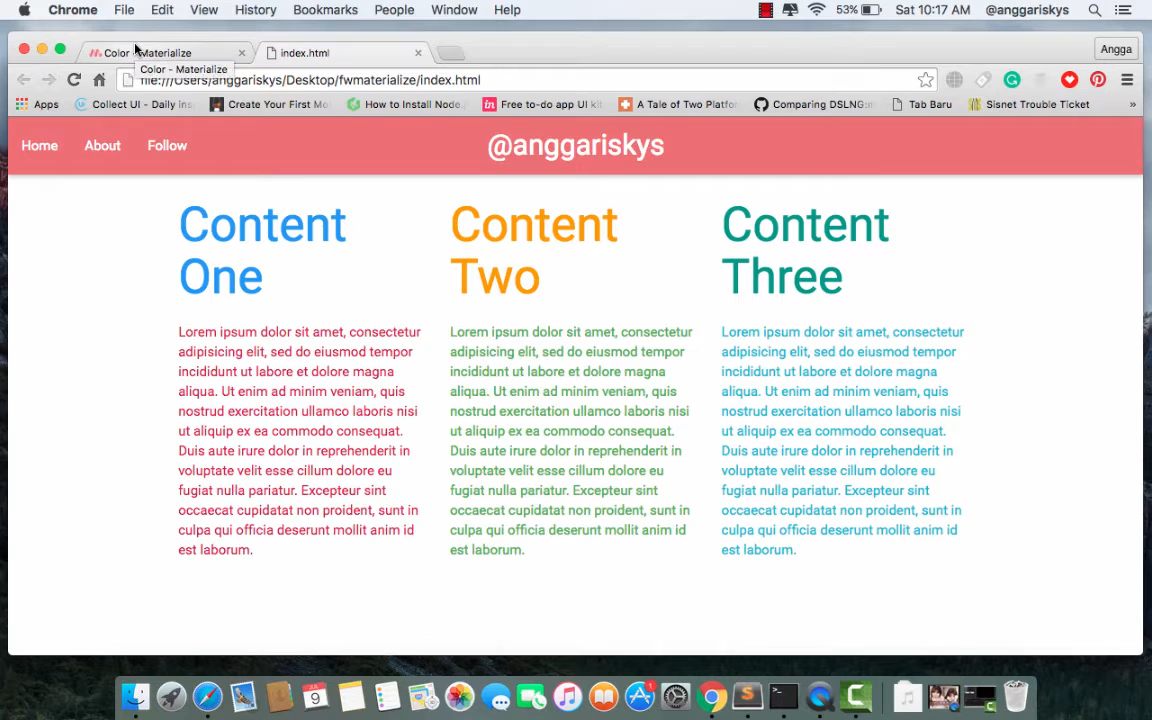 Chrome File Edit View History Bookmarks People Window Help 53% Sat 10:17 AM @anggariskys
Color - Materialize index.html Angga
Color - Materialize
file:///Users/anggariskys/Desktop/fwmaterialize/index.html
Apps Collect UI - Daily ins Create Your First Mo How to Install Node. Free to-do app UI kit A Tale of Two Platfor Comparing DSLNG: Tab Baru Sisnet Trouble Ticket »
Home About Follow @anggariskys
Content
One
Lorem ipsum dolor sit amet, consectetur
adipisicing elit, sed do eiusmod tempor
incididunt ut labore et dolore magna
aliqua. Ut enim ad minim veniam, quis
nostrud exercitation ullamco laboris nisi
ut aliquip ex ea commodo consequat.
Duis aute irure dolor in reprehenderit in
voluptate velit esse cillum dolore eu
fugiat nulla pariatur. Excepteur sint
occaecat cupidatat non proident, sunt in
culpa qui officia deserunt mollit anim id
est laborum.
Content
Two
Lorem ipsum dolor sit amet, consectetur
adipisicing elit, sed do eiusmod tempor
incididunt ut labore et dolore magna
aliqua. Ut enim ad minim veniam, quis
nostrud exercitation ullamco laboris nisi
ut aliquip ex ea commodo consequat.
Duis aute irure dolor in reprehenderit in
voluptate velit esse cillum dolore eu
fugiat nulla pariatur. Excepteur sint
occaecat cupidatat non proident, sunt in
culpa qui officia deserunt mollit anim id
est laborum.
Content
Three
Lorem ipsum dolor sit amet, consectetur
adipisicing elit, sed do eiusmod tempor
incididunt ut labore et dolore magna
aliqua. Ut enim ad minim veniam, quis
nostrud exercitation ullamco laboris nisi
ut aliquip ex ea commodo consequat.
Duis aute irure dolor in reprehenderit in
voluptate velit esse cillum dolore eu
fugiat nulla pariatur. Excepteur sint
occaecat cupidatat non proident, sunt in
culpa qui officia deserunt mollit anim id
est laborum.
9
1